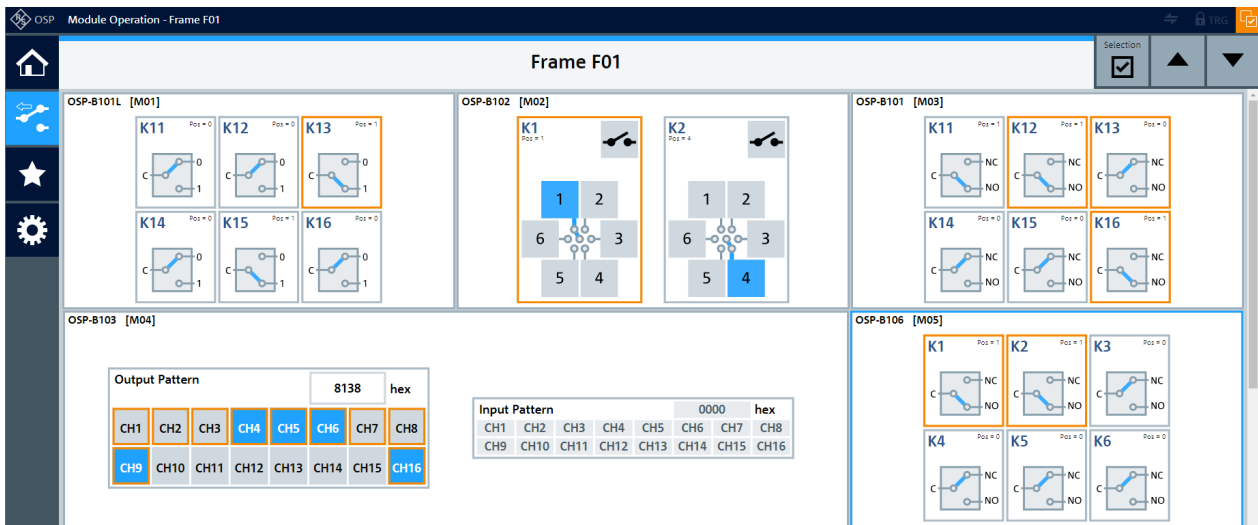 OSP Module Operation - Frame F01 TRG
Frame F01
Selection
OSP-B101L [M01]
K11 Pos = 0 K12 Pos = 0 K13 Pos = 1
C 0 1 C 0 1 C 0 1
K14 Pos = 0 K15 Pos = 1 K16 Pos = 0
C 0 1 C 0 1 C 0 1
OSP-B102 [M02]
K1
Pos = 1
1 2
6 3
5 4
K2
Pos = 4
1 2
6 3
5 4
OSP-B101 [M03]
K11 Pos = 1 K12 Pos = 1 K13 Pos = 0
C NC NO C NC NO C NC NO
K14 Pos = 0 K15 Pos = 0 K16 Pos = 1
C NC NO C NC NO C NC NO
OSP-B103 [M04]
Output Pattern 8138 hex
CH1 CH2 CH3 CH4 CH5 CH6 CH7 CH8
CH9 CH10 CH11 CH12 CH13 CH14 CH15 CH16
Input Pattern 0000 hex
CH1 CH2 CH3 CH4 CH5 CH6 CH7 CH8
CH9 CH10 CH11 CH12 CH13 CH14 CH15 CH16
OSP-B106 [M05]
K1 Pos = 1 K2 Pos = 1 K3 Pos = 0
C NC NO C NC NO C NC NO
K4 Pos = 0 K5 Pos = 0 K6 Pos = 0
C NC NO C NC NO C NC NO